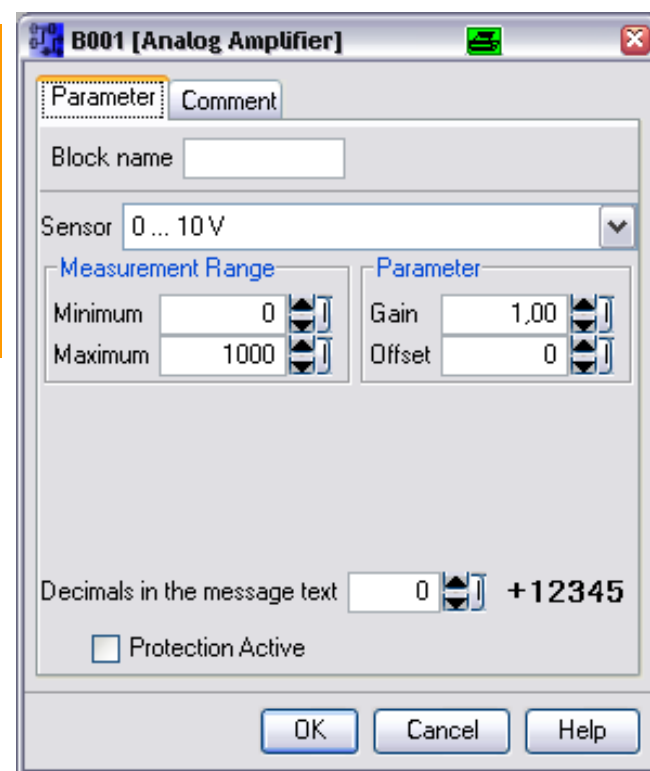 B001 [Analog Amplifier]
Parameter Comment
Block name
Sensor 0 ... 10 V
Measurement Range Parameter
Minimum 0 Gain 1,00
Maximum 1000 Offset 0
Decimals in the message text 0 +12345
Protection Active
OK Cancel Help